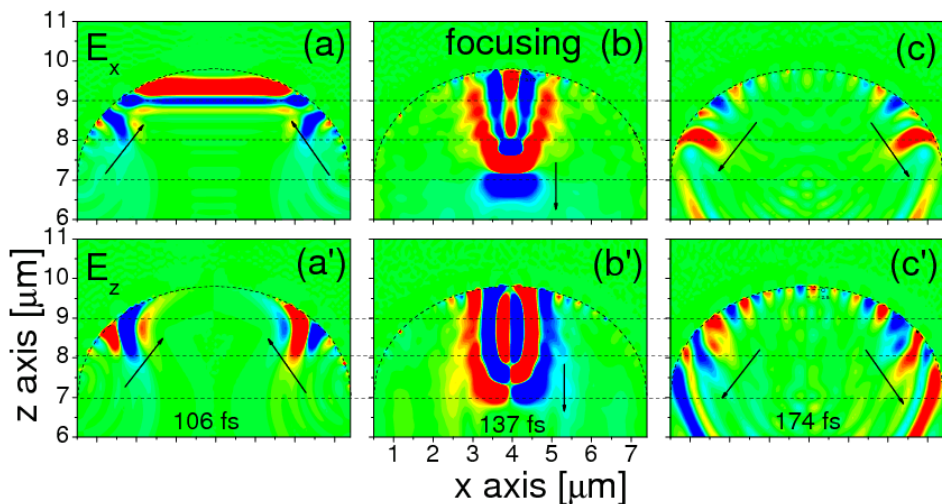 11
10
9
8
7
6
E_x
(a)
focusing (b)
(c)
11
10
9
8
7
6
E_z
(a')
106 fs
(b')
137 fs
(c')
174 fs
z axis [μm]
1 2 3 4 5 6 7
x axis [μm]